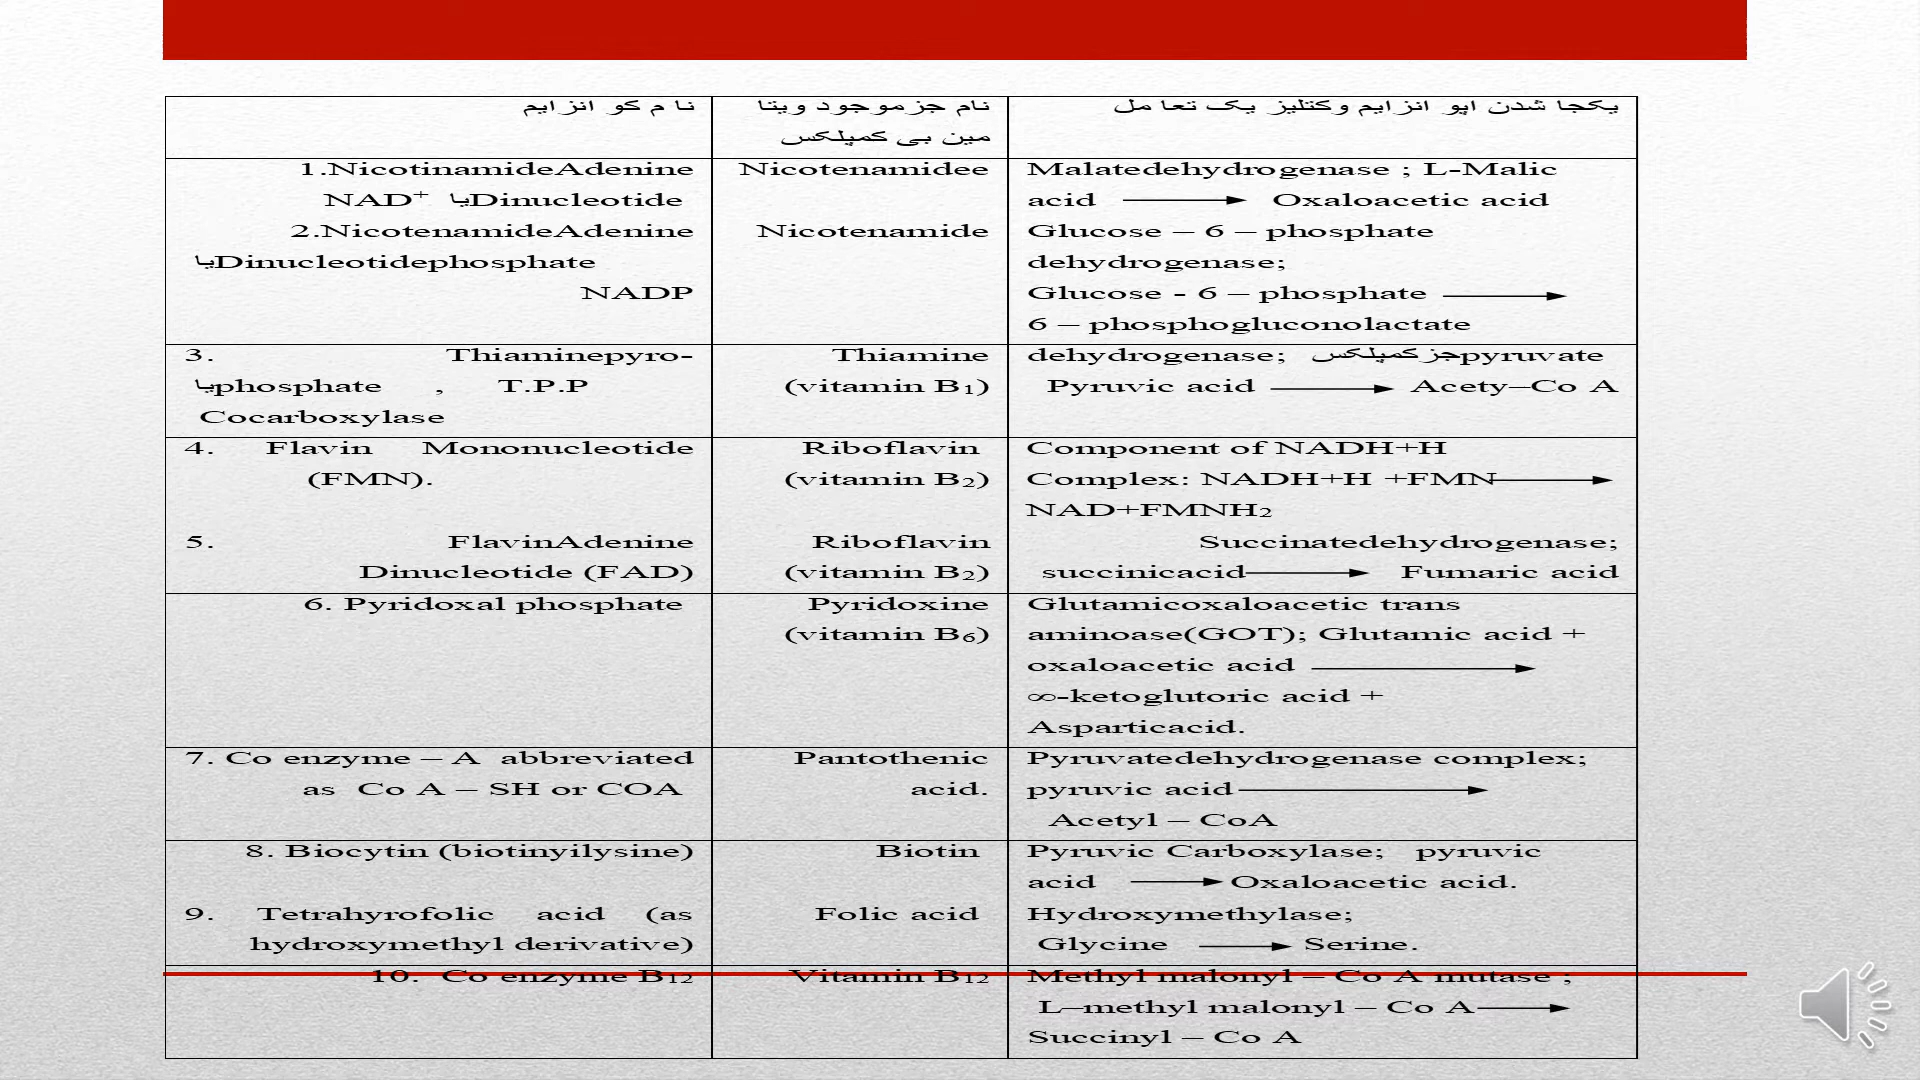 نا م کو انزایم
نام جزموجود ویتا
مین بی کمپلکس
یکجا شدن اپو انزایم وکتلیز یک تعا مل
1.NicotinamideAdenine
NAD⁺ یاDinucleotide
2.NicotenamideAdenine
یاDinucleotidephosphate
NADP
Nicotenamidee
Nicotenamide
Malatedehydrogenase ; L-Malic
acid ⟶ Oxaloacetic acid
Glucose – 6 – phosphate
dehydrogenase;
Glucose - 6 – phosphate ⟶
6 – phosphogluconolactate
3. Thiaminepyro-
یاphosphate , T.P.P
Cocarboxylase
Thiamine
(vitamin B₁)
dehydrogenase; جزکمپلکسpyruvate
Pyruvic acid ⟶ Acety–Co A
4. Flavin Mononucleotide
(FMN).
5. FlavinAdenine
Dinucleotide (FAD)
Riboflavin
(vitamin B₂)
Riboflavin
(vitamin B₂)
Component of NADH+H
Complex: NADH+H +FMN⟶
NAD+FMNH₂
Succinatedehydrogenase;
succinicacid⟶ Fumaric acid
6. Pyridoxal phosphate
Pyridoxine
(vitamin B₆)
Glutamicoxaloacetic trans
aminoase(GOT); Glutamic acid +
oxaloacetic acid ⟶
∞-ketoglutoric acid +
Asparticacid.
7. Co enzyme – A abbreviated
as Co A – SH or COA
Pantothenic
acid.
Pyruvatedehydrogenase complex;
pyruvic acid⟶
Acetyl – CoA
8. Biocytin (biotinyilysine)
9. Tetrahyrofolic acid (as
hydroxymethyl derivative)
Biotin
Folic acid
Pyruvic Carboxylase; pyruvic
acid ⟶ Oxaloacetic acid.
Hydroxymethylase;
Glycine ⟶ Serine.
10. Co enzyme B₁₂
Vitamin B₁₂
Methyl malonyl – Co A mutase ;
L–methyl malonyl – Co A⟶
Succinyl – Co A